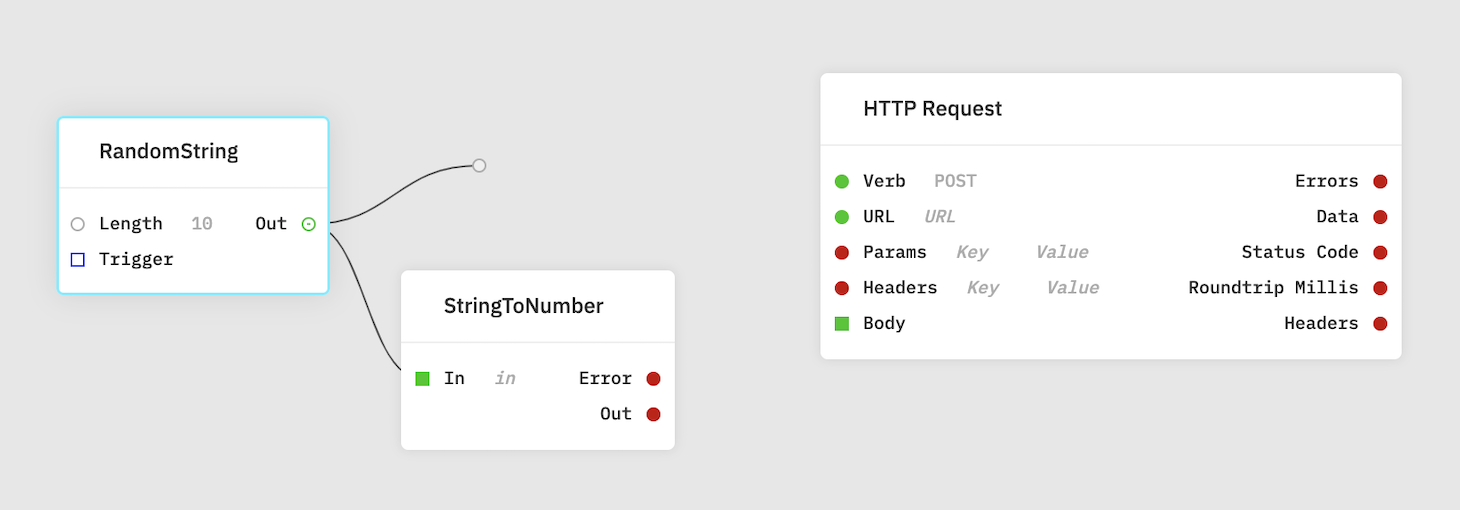 RandomString
Length 10 Out
Trigger
StringToNumber
In in Error
Out
HTTP Request
Verb POST Errors
URL URL Data
Params Key Value Status Code
Headers Key Value Roundtrip Millis
Body Headers